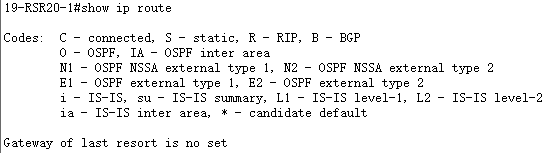 19-RSR20-1#show ip route
Codes: C - connected, S - static, R - RIP, B - BGP
O - OSPF, IA - OSPF inter area
N1 - OSPF NSSA external type 1, N2 - OSPF NSSA external type 2
E1 - OSPF external type 1, E2 - OSPF external type 2
i - IS-IS, su - IS-IS summary, L1 - IS-IS level-1, L2 - IS-IS level-2
ia - IS-IS inter area, * - candidate default
Gateway of last resort is no set